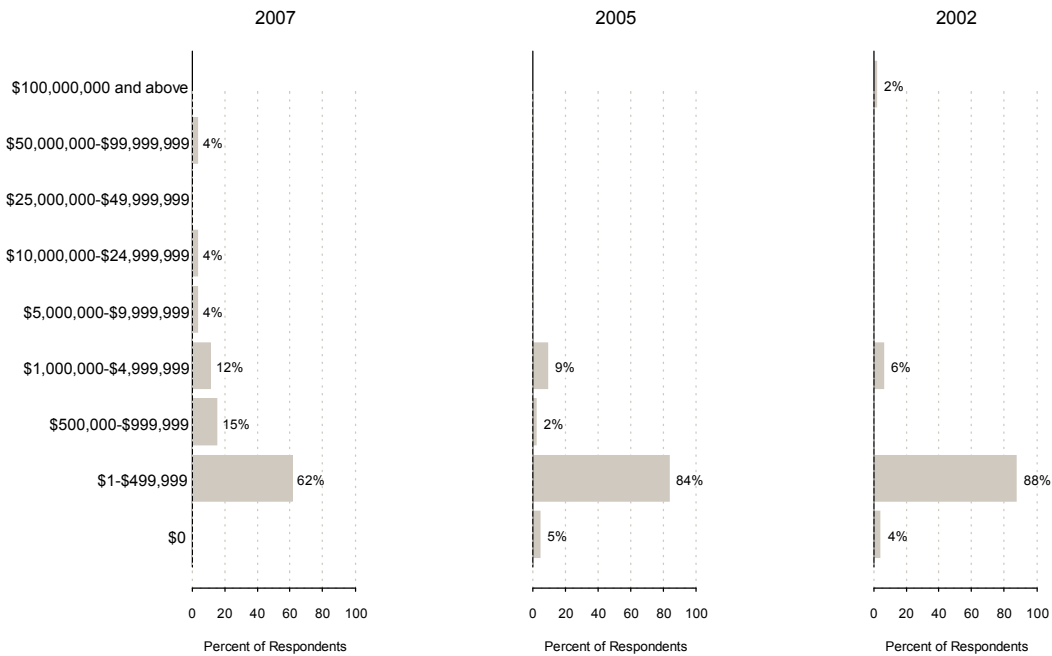 2007 2005 2002
$100,000,000 and above 2%
$50,000,000-$99,999,999 4%
$25,000,000-$49,999,999
$10,000,000-$24,999,999 4%
$5,000,000-$9,999,999 4%
$1,000,000-$4,999,999 12% 9% 6%
$500,000-$999,999 15% 2%
$1-$499,999 62% 84% 88%
$0 5% 4%
0 20 40 60 80 100 0 20 40 60 80 100 0 20 40 60 80 100
Percent of Respondents Percent of Respondents Percent of Respondents